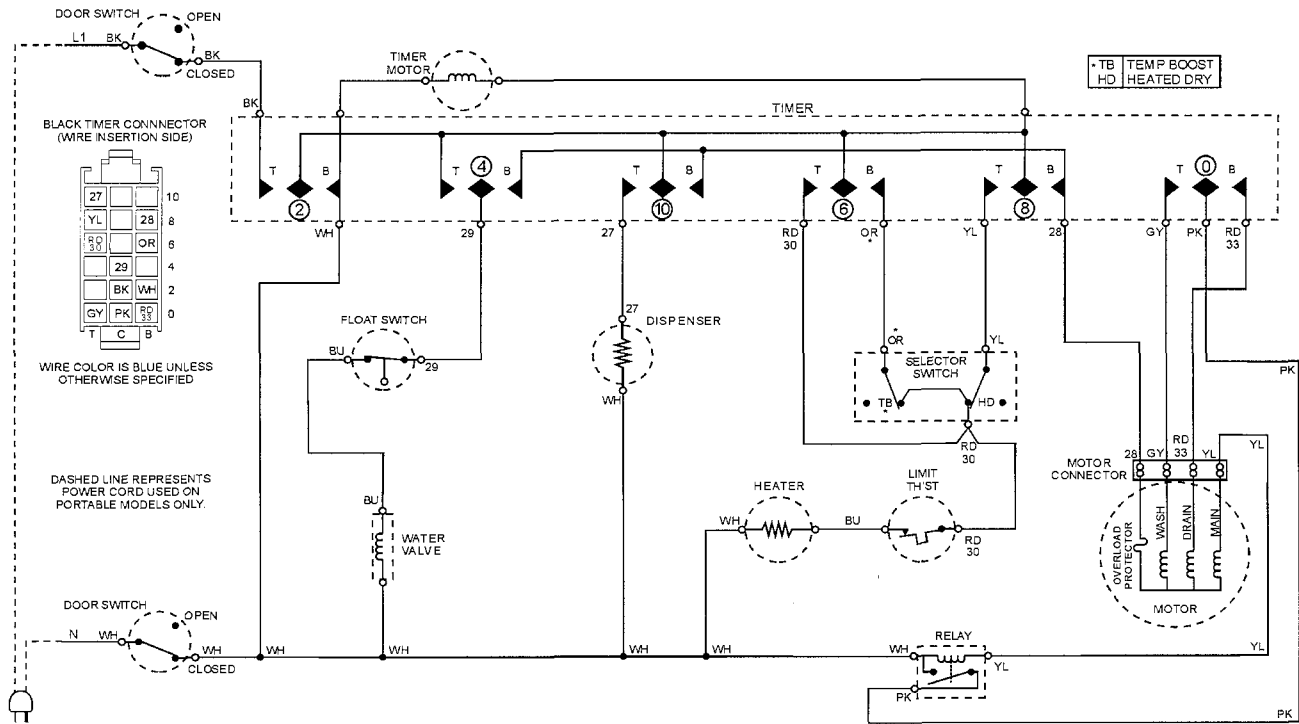 DOOR SWITCH
OPEN
L1 BK
BK
CLOSED
TIMER
MOTOR
* TB TEMP BOOST
HD HEATED DRY
BK
TIMER
BLACK TIMER CONNNECTOR
(WIRE INSERTION SIDE)
27 10
YL 28 8
RD 30 OR 6
29 4
BK WH 2
GY PK RD 33 0
T C B
WIRE COLOR IS BLUE UNLESS
OTHERWISE SPECIFIED
T B
2
T 4 B
T B
10
T B
6
T B
8
T 0 B
WH
29
27
RD
30
OR
*
YL
28
GY
PK
RD
33
FLOAT SWITCH
BU
29
27
DISPENSER
WH
*
OR
YL
SELECTOR
SWITCH
TB
*
HD
RD
30
PK
DASHED LINE REPRESENTS
POWER CORD USED ON
PORTABLE MODELS ONLY.
BU
WATER
VALVE
HEATER
WH
BU
LIMIT
TH'ST
RD
30
MOTOR
CONNECTOR
28 GY RD 33 YL
YL
OVERLOAD
PROTECTOR
WASH
DRAIN
MAIN
MOTOR
DOOR SWITCH
OPEN
N WH
WH
CLOSED
WH
WH
WH
WH
WH
RELAY
YL
YL
PK
PK